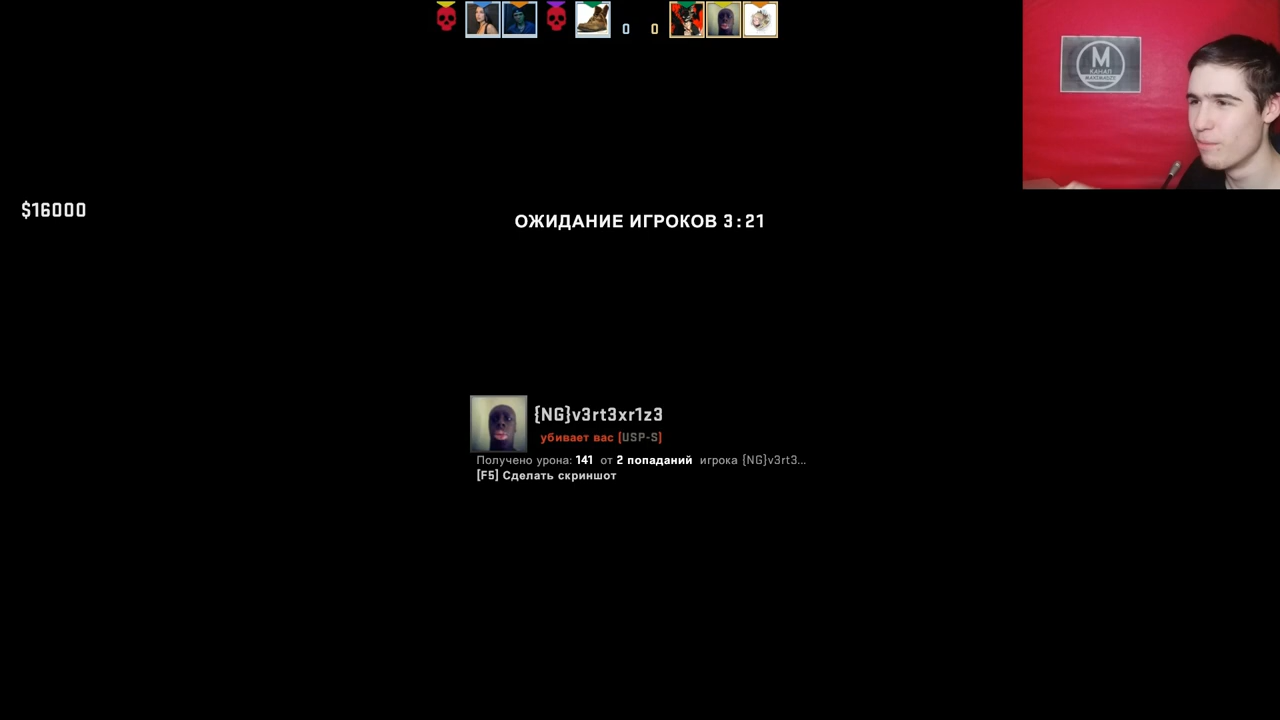 0 0
М
КАНАЛ
$16000
ОЖИДАНИЕ ИГРОКОВ 3:21
{NG}v3rt3xr1z3
убивает вас [USP-S]
Получено урона: 141 от 2 попаданий игрока {NG}v3rt3...
[F5] Сделать скриншот